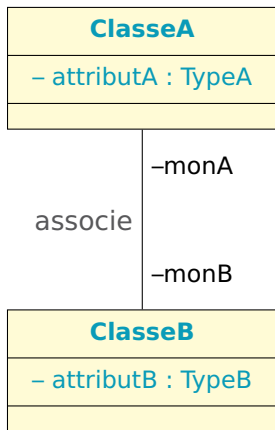 ClasseA
– attributA : TypeA
–monA
associe
–monB
ClasseB
– attributB : TypeB